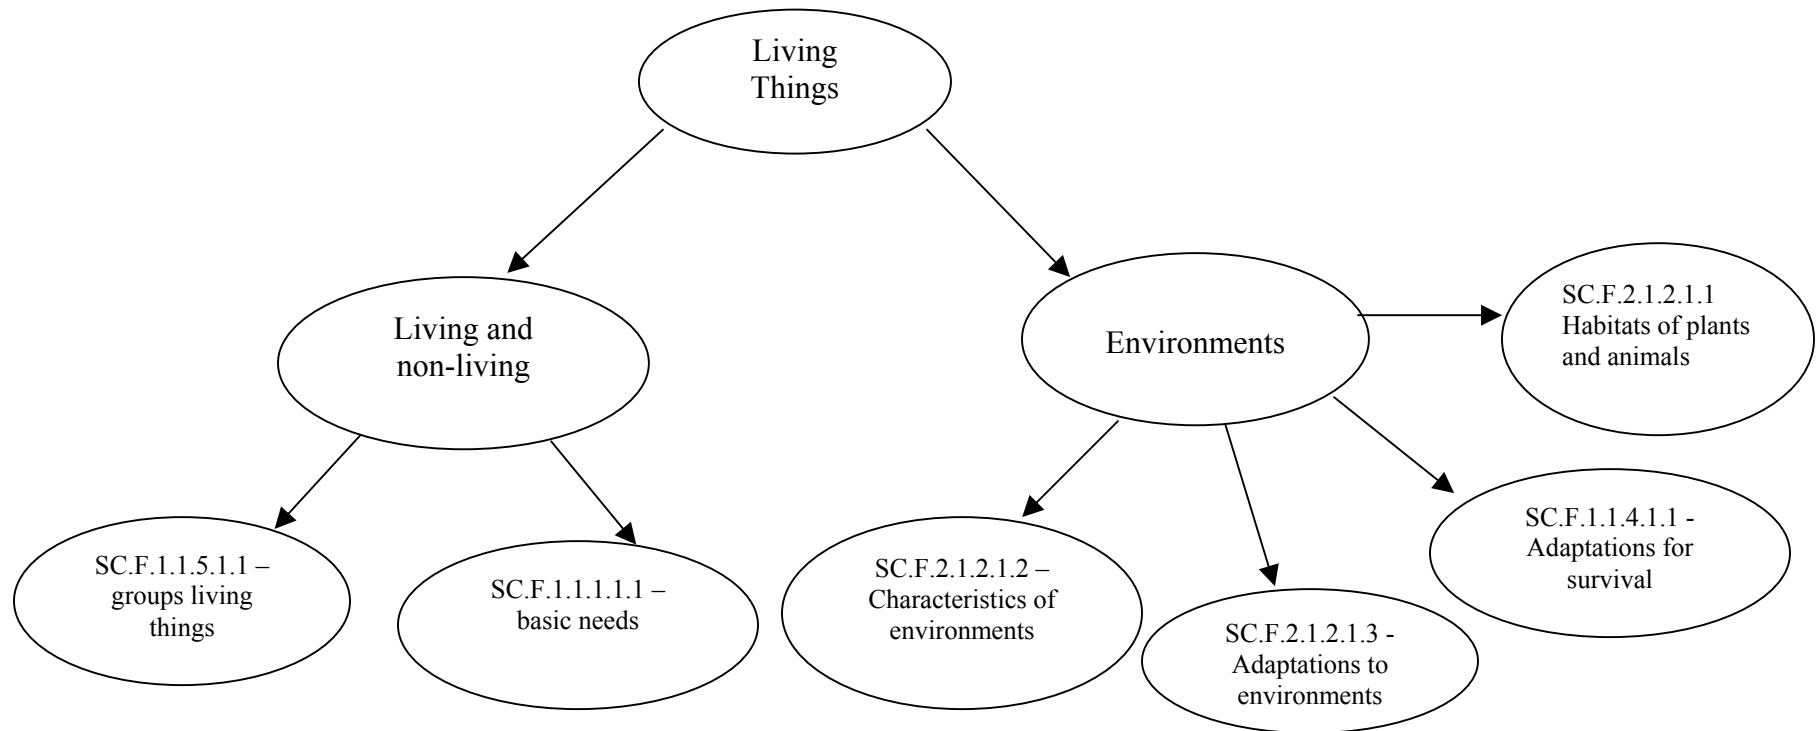 Living
Things
Living and
non-living
Environments
SC.F.2.1.2.1.1
Habitats of plants
and animals
SC.F.1.1.5.1.1 –
groups living
things
SC.F.1.1.1.1.1 –
basic needs
SC.F.2.1.2.1.2 –
Characteristics of
environments
SC.F.2.1.2.1.3 -
Adaptations to
environments
SC.F.1.1.4.1.1 -
Adaptations for
survival